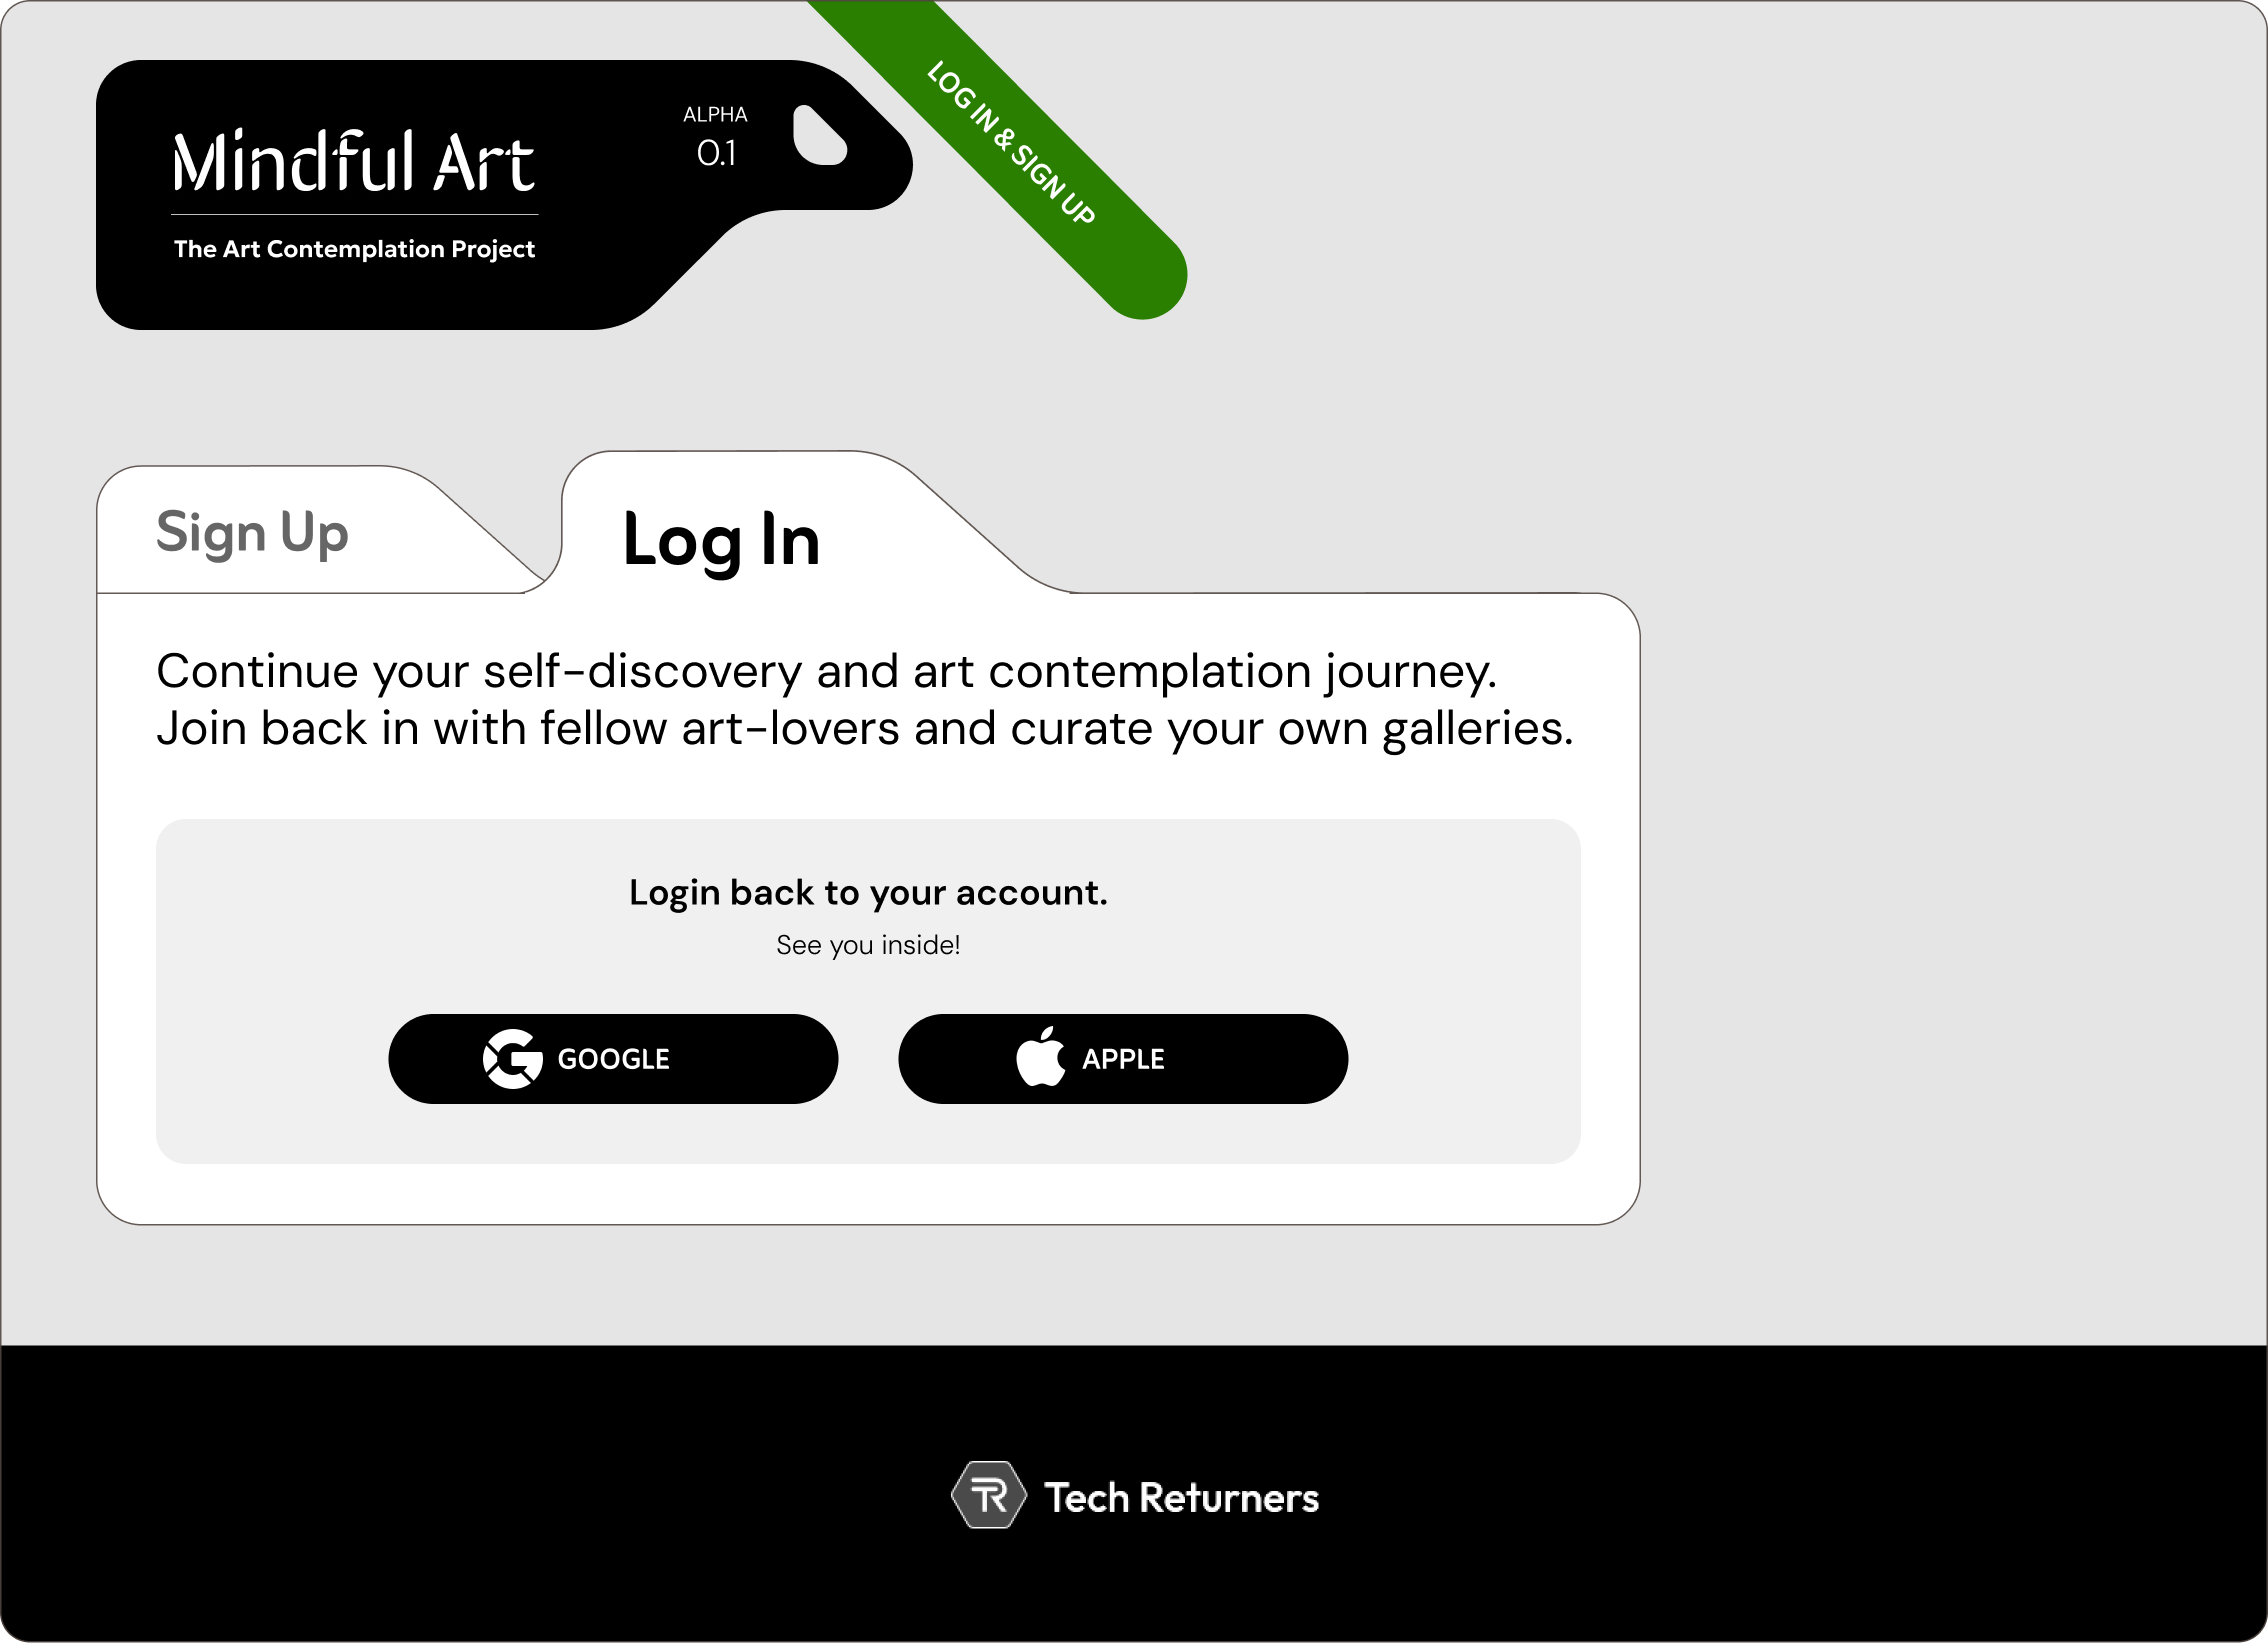 Mindful Art
The Art Contemplation Project
ALPHA
0.1
LOG IN & SIGN UP
Sign Up
Log In
Continue your self-discovery and art contemplation journey.
Join back in with fellow art-lovers and curate your own galleries.
Login back to your account.
See you inside!
GOOGLE
APPLE
TR Tech Returners